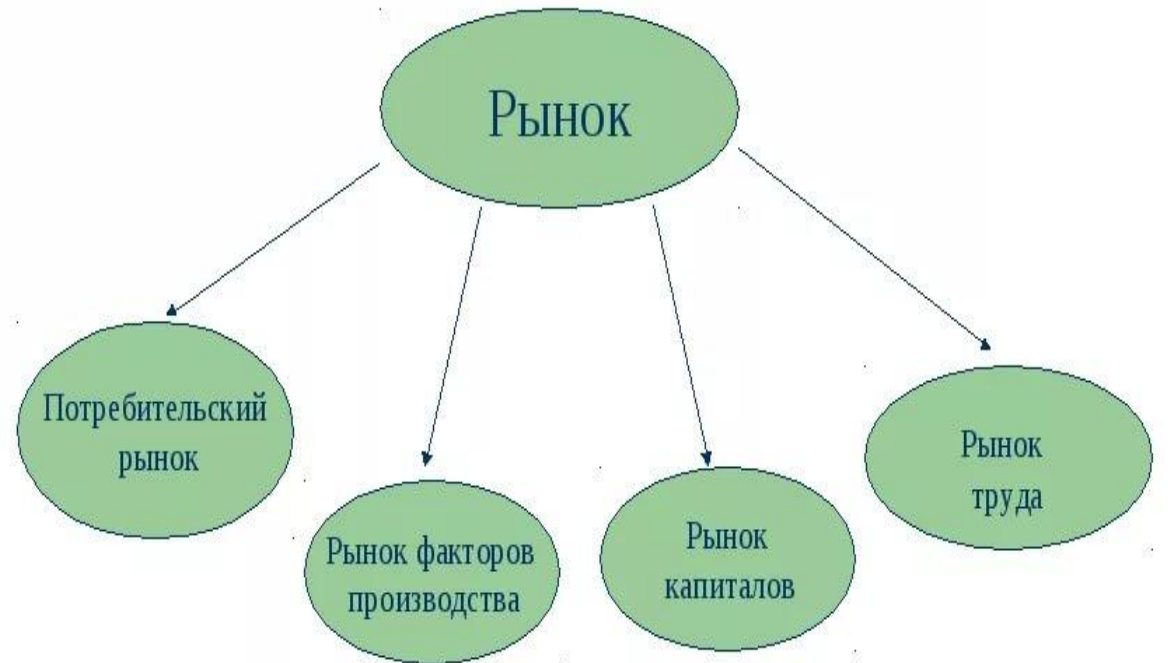 Рынок
Потребительский
рынок
Рынок факторов
производства
Рынок
капиталов
Рынок
труда